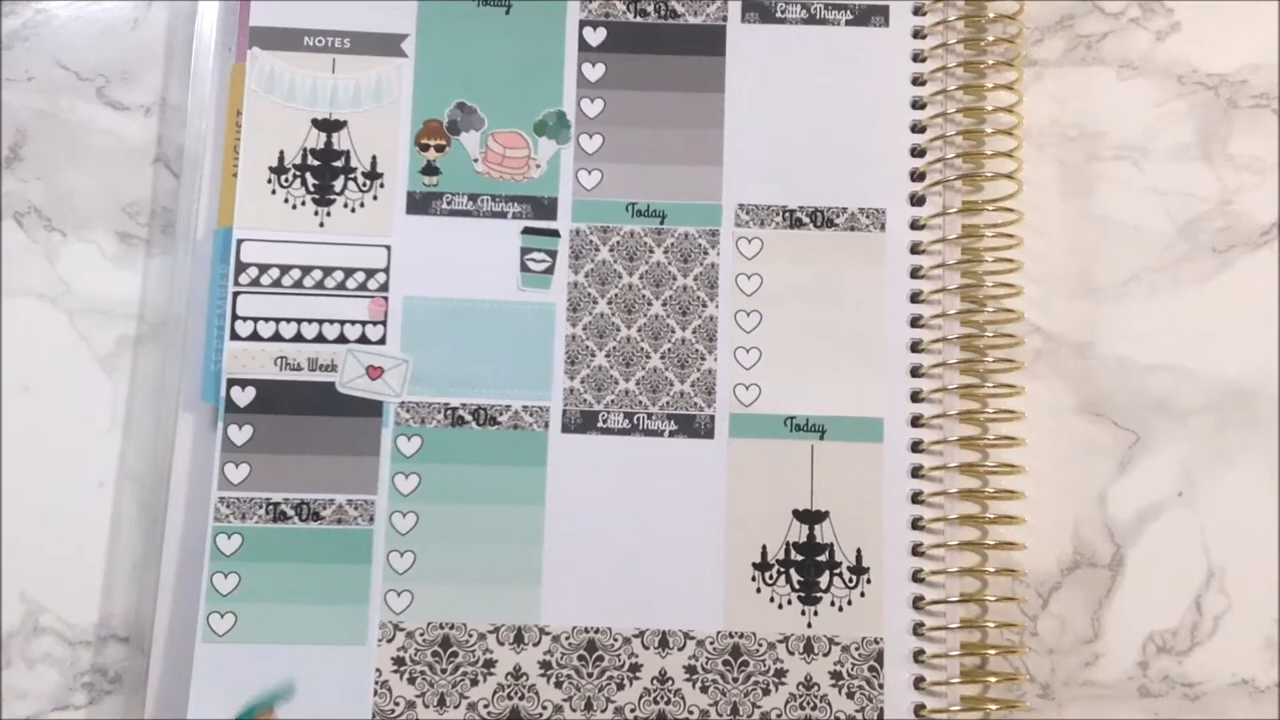 NOTES
AUGUST
SEPTEMBER
This Week
To Do
Today
Little Things
To Do
To Do
Today
Little Things
Little Things
To Do
Today